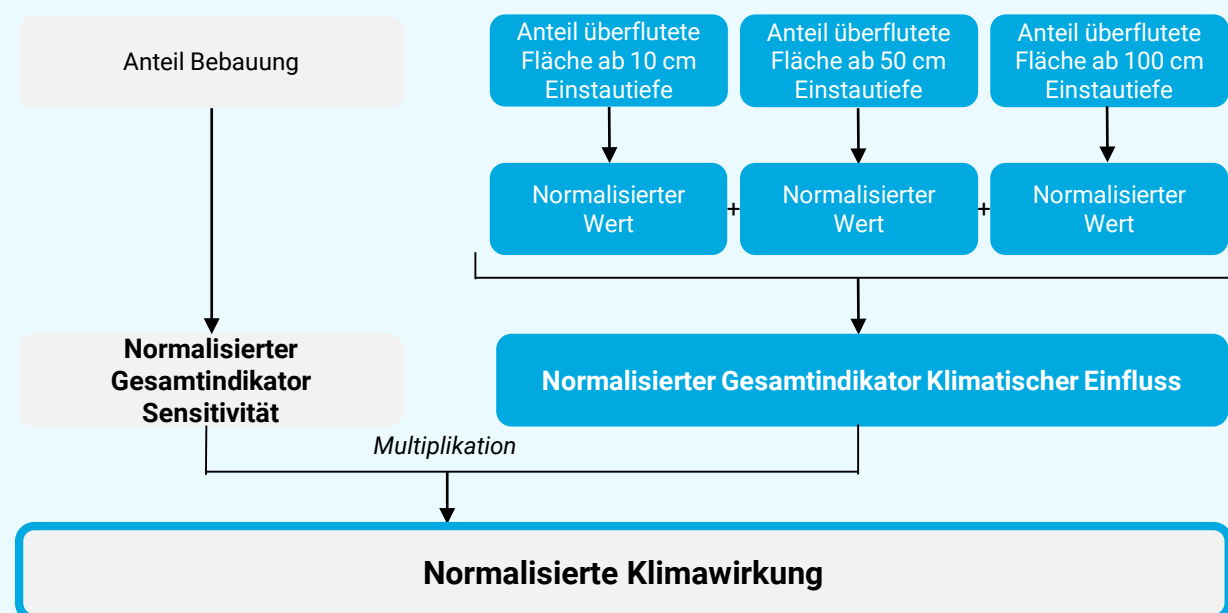 Anteil Bebauung
Anteil überflutete
Fläche ab 10 cm
Einstautiefe
Anteil überflutete
Fläche ab 50 cm
Einstautiefe
Anteil überflutete
Fläche ab 100 cm
Einstautiefe
Normalisierter
Wert
+
Normalisierter
Wert
+
Normalisierter
Wert
Normalisierter
Gesamtindikator
Sensitivität
Normalisierter Gesamtindikator Klimatischer Einfluss
Multiplikation
Normalisierte Klimawirkung